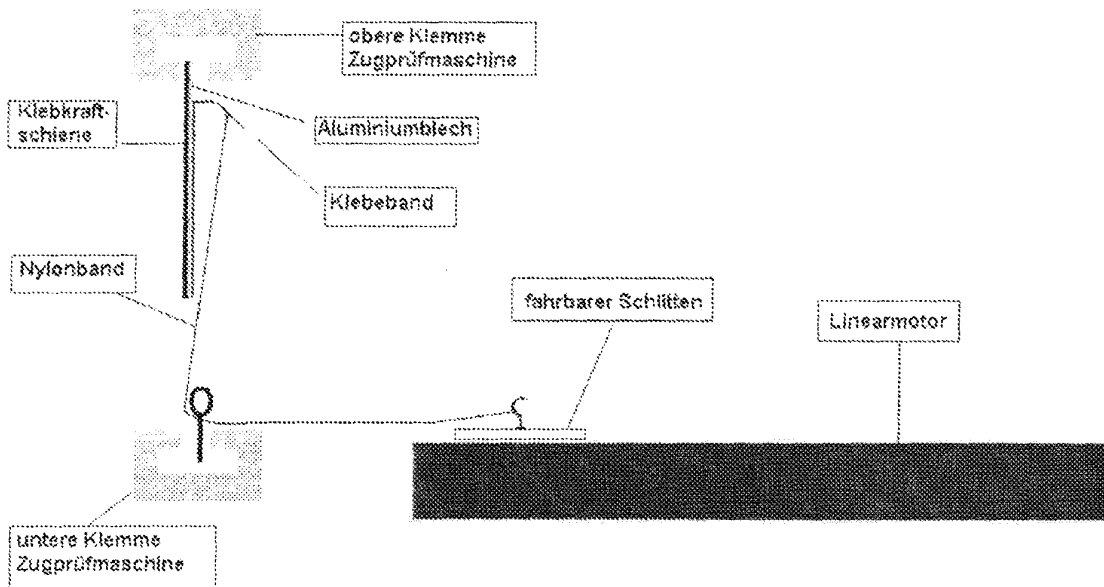 obere Klemme
Zugprüfmaschine
Klebkraft-
schiene
Aluminiumblech
Klebeband
Nylonband
fahrbarer Schlitten
Linearmotor
untere Klemme
Zugprüfmaschine